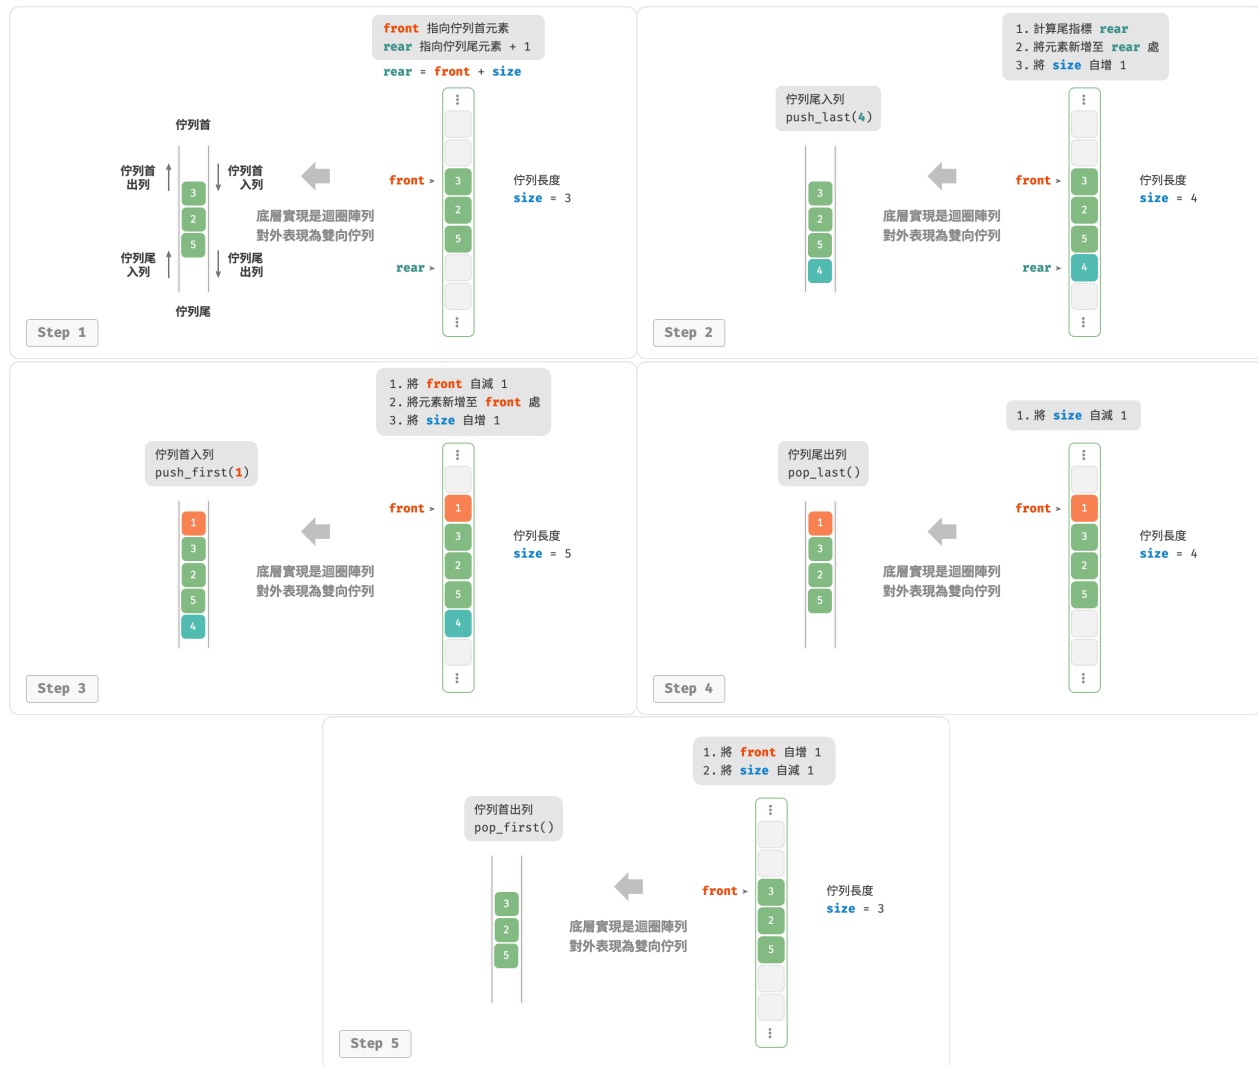 front 指向佇列首元素
rear 指向佇列尾元素 + 1
rear = front + size
佇列首
佇列首
出列
佇列首
入列
3
2
5
佇列尾
入列
佇列尾
出列
佇列尾
底層實現是迴圈陣列
對外表現為雙向佇列
front
3
2
5
rear
佇列長度
size = 3
Step 1
1. 計算尾指標 rear
2. 將元素新增至 rear 處
3. 將 size 自增 1
佇列尾入列
push_last(4)
3
2
5
4
底層實現是迴圈陣列
對外表現為雙向佇列
front
3
2
5
rear
4
佇列長度
size = 4
Step 2
1. 將 front 自減 1
2. 將元素新增至 front 處
3. 將 size 自增 1
佇列首入列
push_first(1)
1
3
2
5
4
底層實現是迴圈陣列
對外表現為雙向佇列
front
1
3
2
5
4
佇列長度
size = 5
Step 3
1. 將 size 自減 1
佇列尾出列
pop_last()
1
3
2
5
底層實現是迴圈陣列
對外表現為雙向佇列
front
1
3
2
5
佇列長度
size = 4
Step 4
1. 將 front 自增 1
2. 將 size 自減 1
佇列首出列
pop_first()
3
2
5
底層實現是迴圈陣列
對外表現為雙向佇列
front
3
2
5
佇列長度
size = 3
Step 5